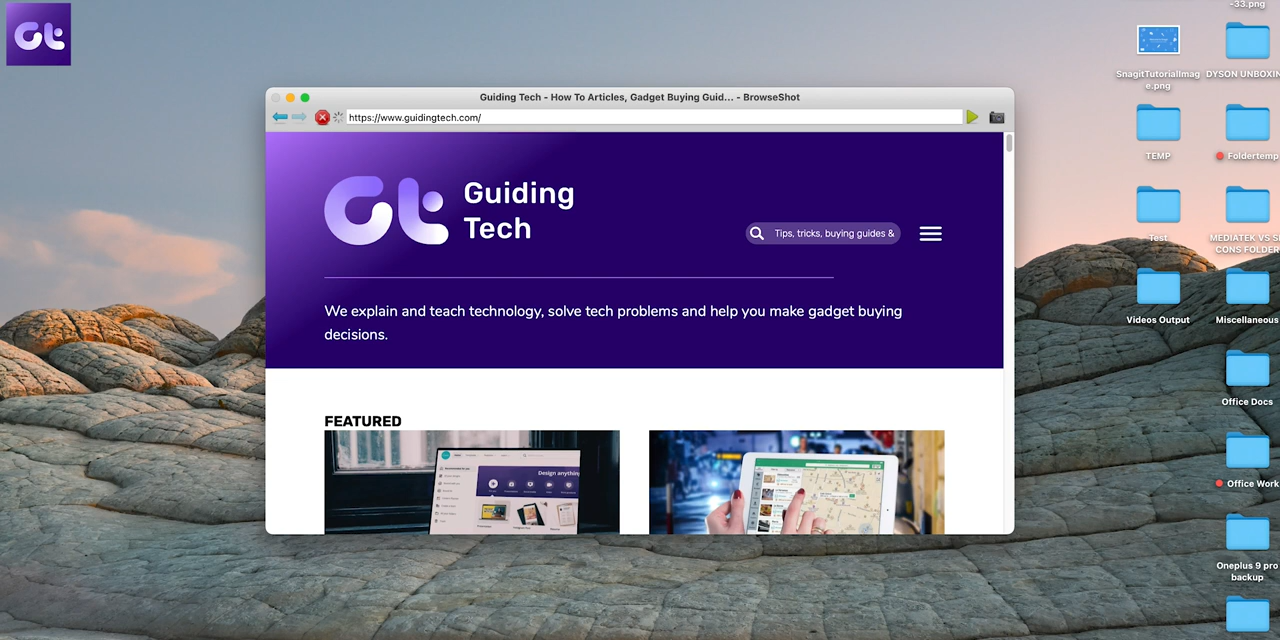 -33.png
SnagitTutorialImag
e.png
DYSON UNBOXIN
Guiding Tech - How To Articles, Gadget Buying Guid... - BrowseShot
https://www.guidingtech.com/
TEMP
Foldertemp
Guiding
Tech
Tips, tricks, buying guides &
Test
MEDIATEK VS S
CONS FOLDER
We explain and teach technology, solve tech problems and help you make gadget buying
decisions.
Videos Output
Miscellaneous
Office Docs
FEATURED
Design anything
Office Work
Oneplus 9 pro
backup